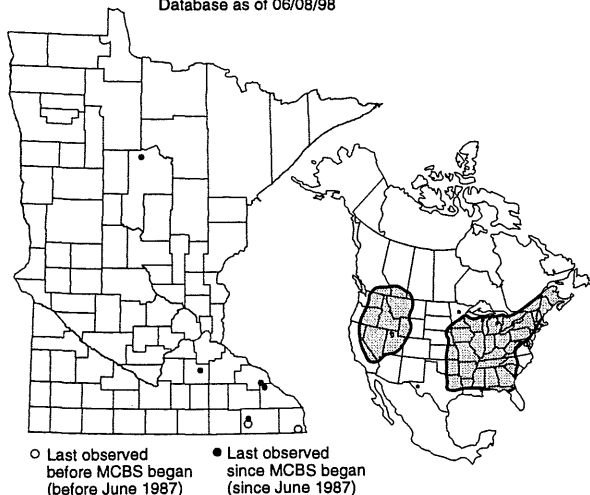 Database as of 06/08/98
○ Last observed
before MCBS began
(before June 1987)
● Last observed
since MCBS began
(since June 1987)